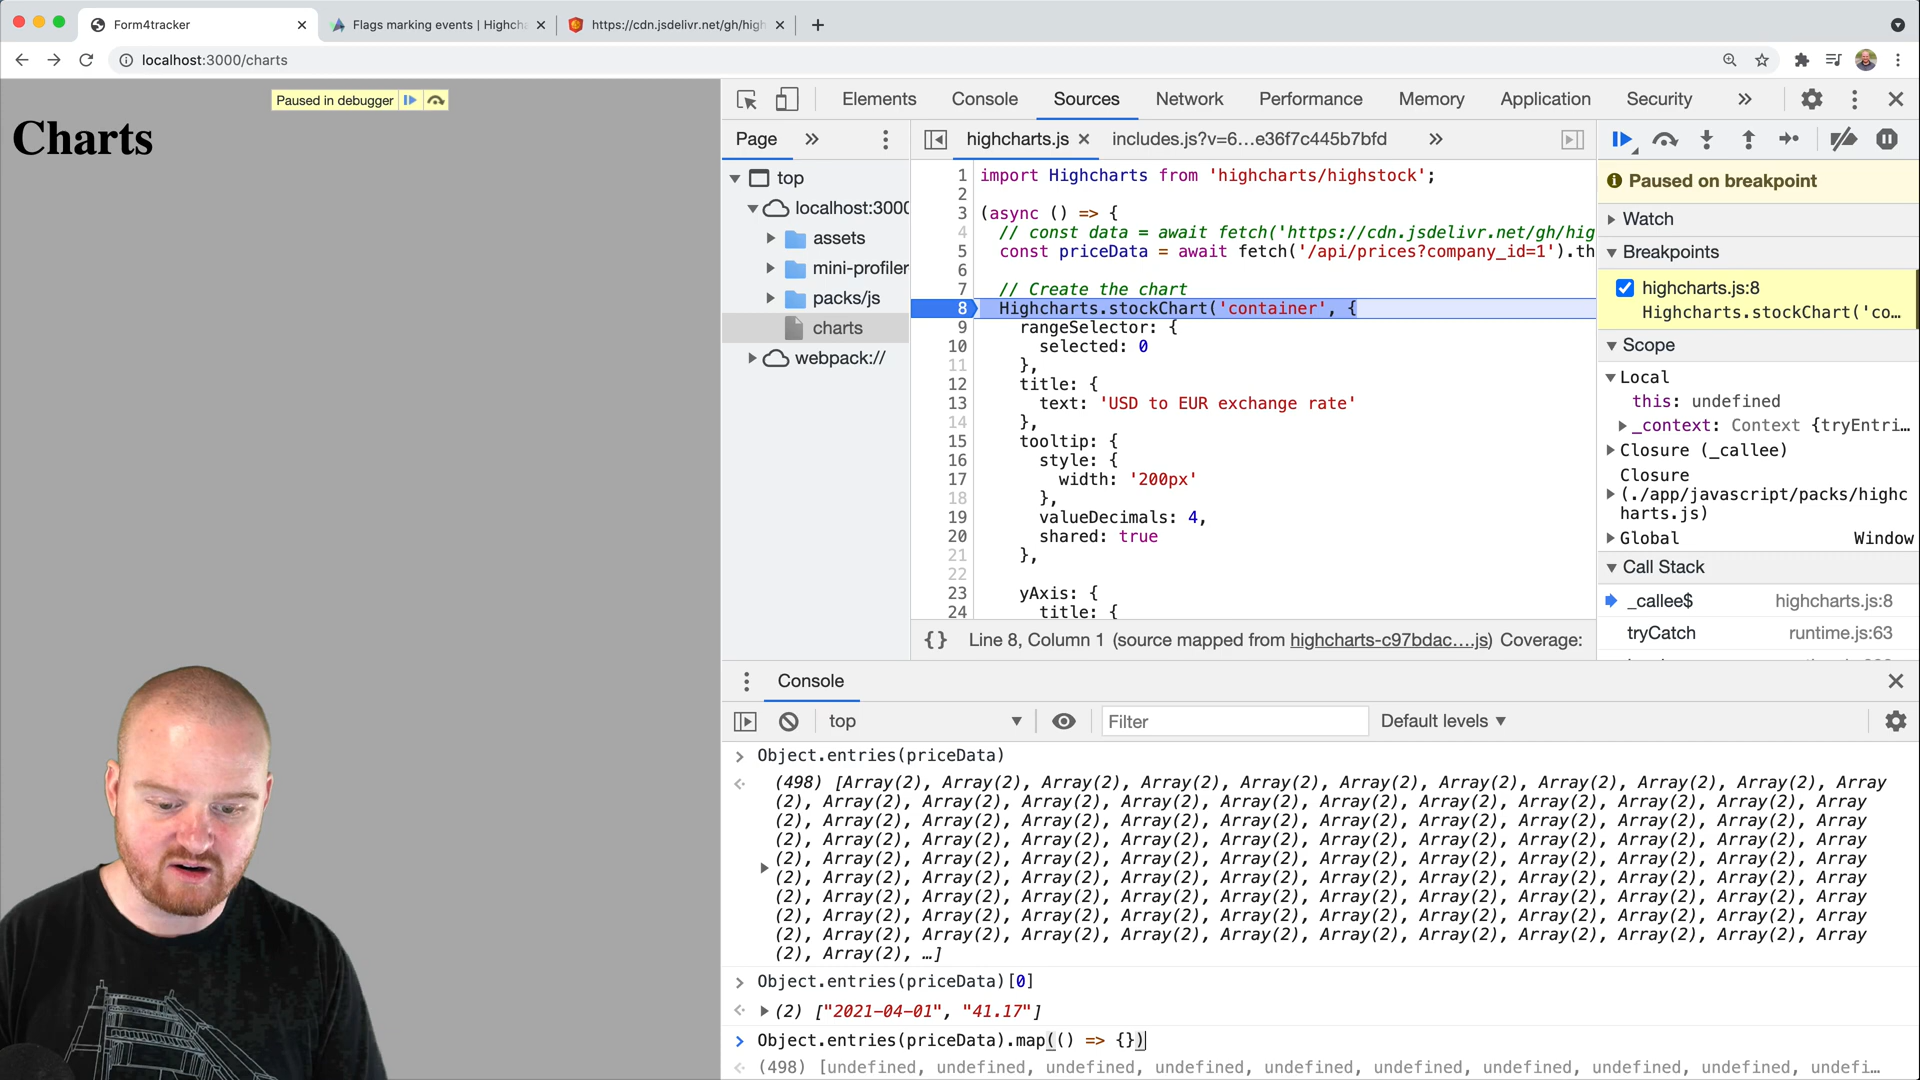 Form4tracker
Flags marking events | Highcha
https://cdn.jsdelivr.net/gh/high
localhost:3000/charts
Paused in debugger
Charts
Elements Console Sources Network Performance Memory Application Security
Page
highcharts.js
includes.js?v=6…e36f7c445b7bfd
top
localhost:3000
assets
mini-profiler
packs/js
charts
webpack://
1 import Highcharts from 'highcharts/highstock';
2
3 (async () => {
4 // const data = await fetch('https://cdn.jsdelivr.net/gh/hig
5 const priceData = await fetch('/api/prices?company_id=1').th
6
7 // Create the chart
8 Highcharts.stockChart('container', {
9 rangeSelector: {
10 selected: 0
11 },
12 title: {
13 text: 'USD to EUR exchange rate'
14 },
15 tooltip: {
16 style: {
17 width: '200px'
18 },
19 valueDecimals: 4,
20 shared: true
21 },
22
23 yAxis: {
24 title: {
{} Line 8, Column 1 (source mapped from highcharts-c97bdac….js) Coverage:
Paused on breakpoint
Watch
Breakpoints
highcharts.js:8
Highcharts.stockChart('co…
Scope
Local
this: undefined
_context: Context {tryEntri…
Closure (_callee)
Closure
(./app/javascript/packs/highc
harts.js)
Global Window
Call Stack
_callee$ highcharts.js:8
tryCatch runtime.js:63
Console
top
Filter
Default levels
Object.entries(priceData)
(498) [Array(2), Array(2), Array(2), Array(2), Array(2), Array(2), Array(2), Array(2), Array(2), Array(2), Array
(2), Array(2), Array(2), Array(2), Array(2), Array(2), Array(2), Array(2), Array(2), Array(2), Array
(2), Array(2), Array(2), Array(2), Array(2), Array(2), Array(2), Array(2), Array(2), Array(2), Array
(2), Array(2), Array(2), Array(2), Array(2), Array(2), Array(2), Array(2), Array(2), Array(2), Array
(2), Array(2), Array(2), Array(2), Array(2), Array(2), Array(2), Array(2), Array(2), Array(2), Array
(2), Array(2), Array(2), Array(2), Array(2), Array(2), Array(2), Array(2), Array(2), Array(2), Array
(2), Array(2), Array(2), Array(2), Array(2), Array(2), Array(2), Array(2), Array(2), Array(2), Array
(2), Array(2), Array(2), Array(2), Array(2), Array(2), Array(2), Array(2), Array(2), Array(2), Array
(2), Array(2), Array(2), Array(2), Array(2), Array(2), Array(2), Array(2), Array(2), Array(2), Array
(2), Array(2), …]
Object.entries(priceData)[0]
(2) ["2021-04-01", "41.17"]
Object.entries(priceData).map(() => {})
(498) [undefined, undefined, undefined, undefined, undefined, undefined, undefined, undefined, undefined, undefi…